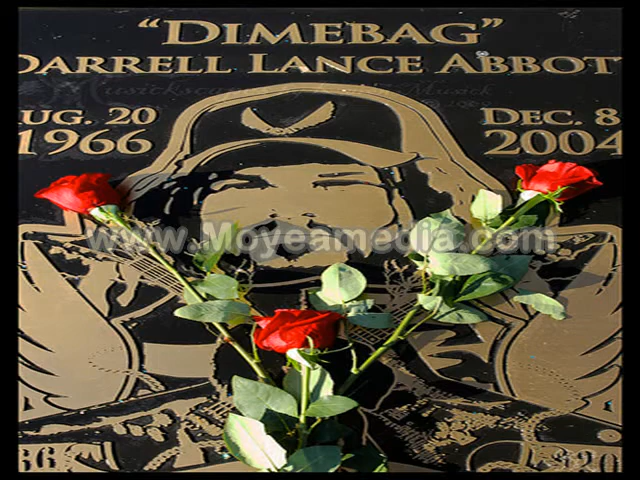 “DIMEBAG”
DARRELL LANCE ABBOTT
AUG. 20
1966
DEC. 8
2004
www.Moyeamedia.com